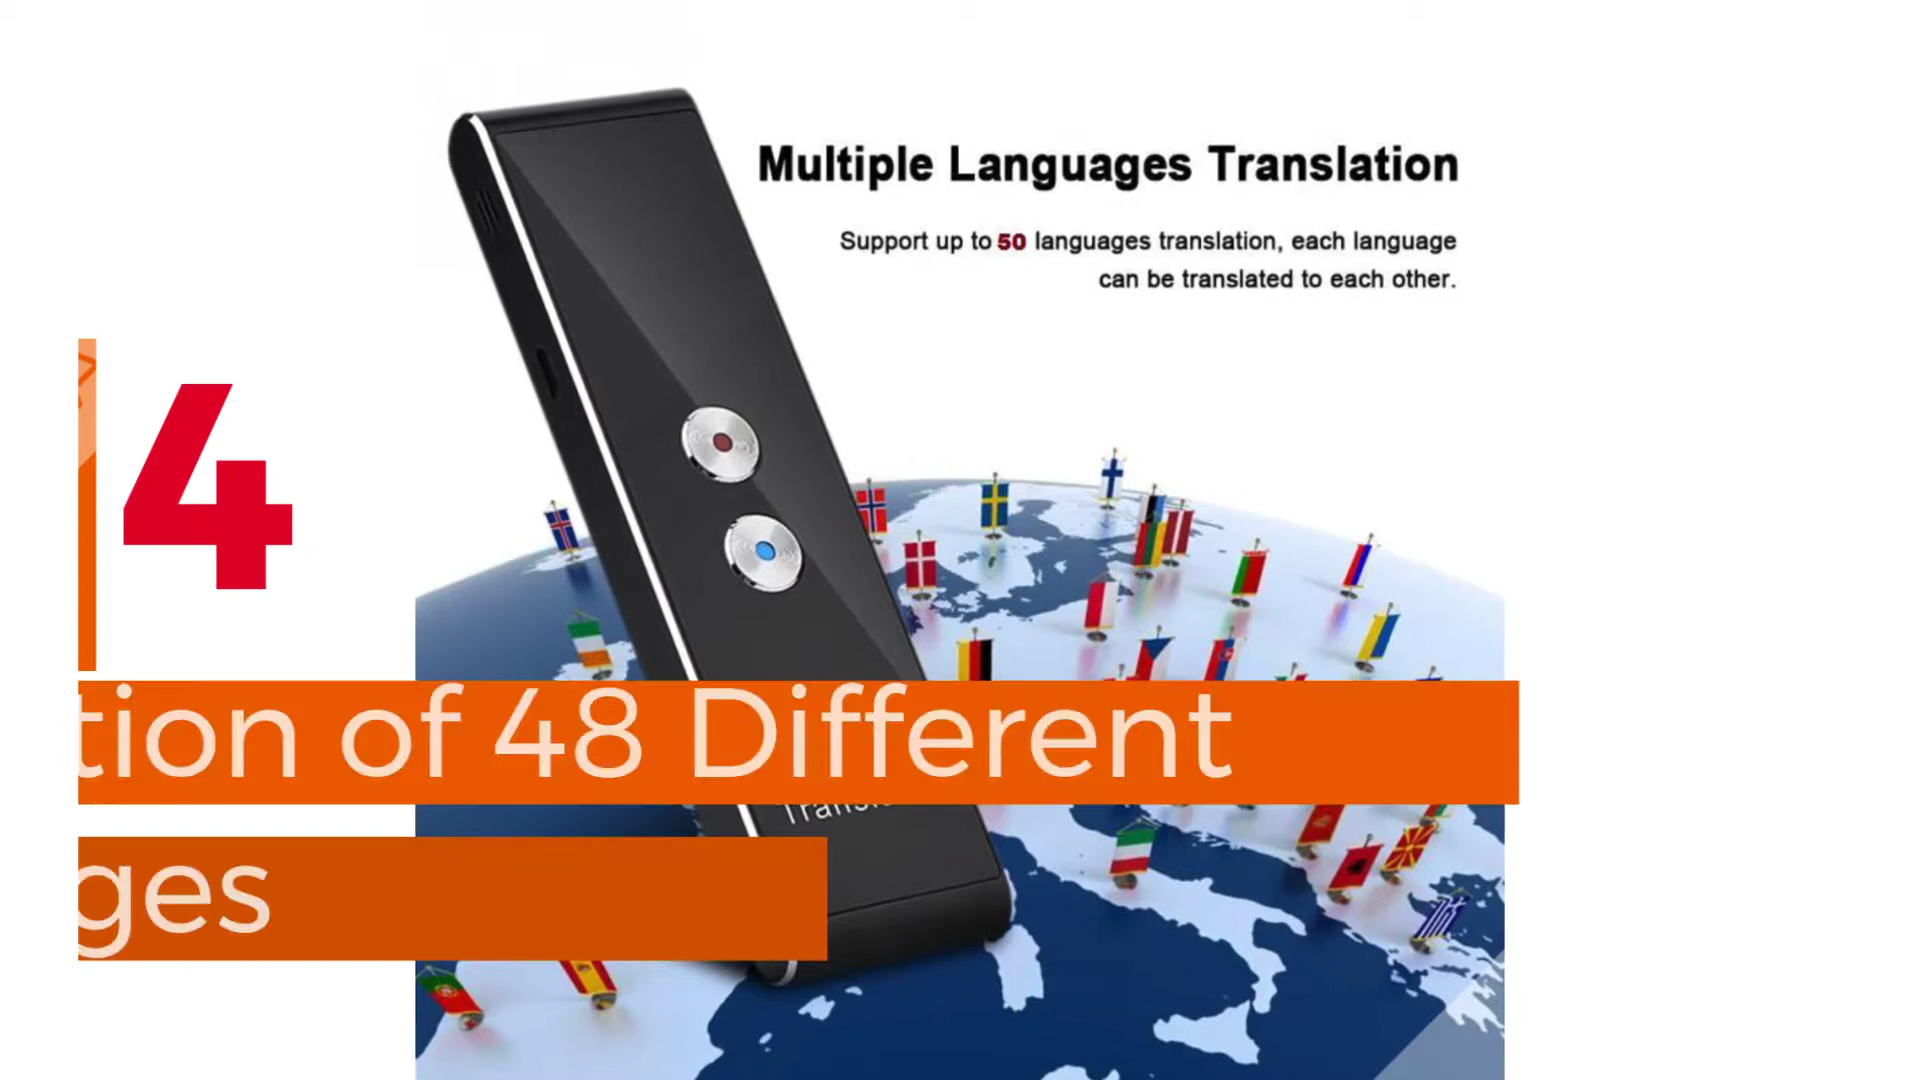 Multiple Languages Translation
Support up to 50 languages translation, each language
can be translated to each other.
4
tion of 48 Different
ges